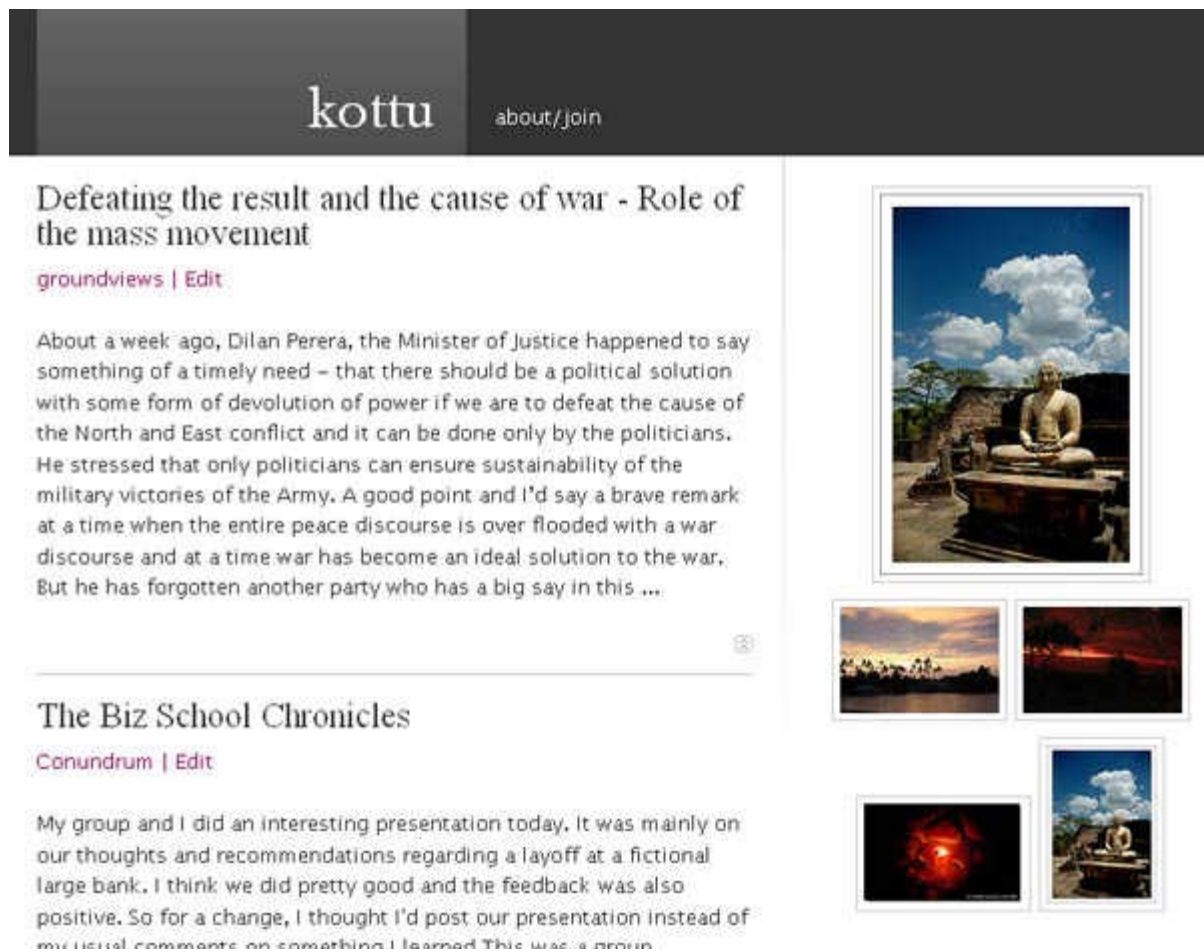 kottu
about/join
Defeating the result and the cause of war - Role of
the mass movement
groundviews | Edit
About a week ago, Dilan Perera, the Minister of Justice happened to say
something of a timely need – that there should be a political solution
with some form of devolution of power if we are to defeat the cause of
the North and East conflict and it can be done only by the politicians.
He stressed that only politicians can ensure sustainability of the
military victories of the Army. A good point and I'd say a brave remark
at a time when the entire peace discourse is over flooded with a war
discourse and at a time war has become an ideal solution to the war.
But he has forgotten another party who has a big say in this ...
The Biz School Chronicles
Conundrum | Edit
My group and I did an interesting presentation today. It was mainly on
our thoughts and recommendations regarding a layoff at a fictional
large bank. I think we did pretty good and the feedback was also
positive. So for a change, I thought I'd post our presentation instead of
my usual comments on something I learned This was a group